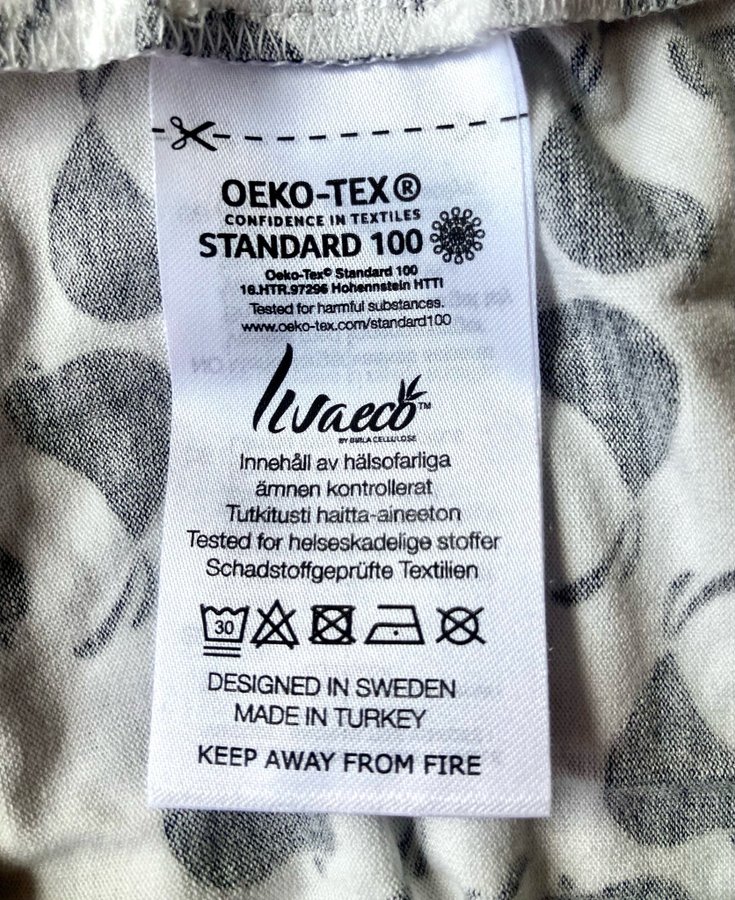 OEKO-TEX®
CONFIDENCE IN TEXTILES
STANDARD 100
Oeko-Tex® Standard 100
16.HTR.97296 Hohennstein HTTI
Tested for harmful substances.
www.oeko-tex.com/standard100
Livaeco™
BY BIRLA CELLULOSE
Innehåll av hälsofarliga
ämnen kontrollerat
Tutkitusti haitta-aineeton
Tested for helseskadelige stoffer
Schadstoffgeprüfte Textilien
30
DESIGNED IN SWEDEN
MADE IN TURKEY
KEEP AWAY FROM FIRE